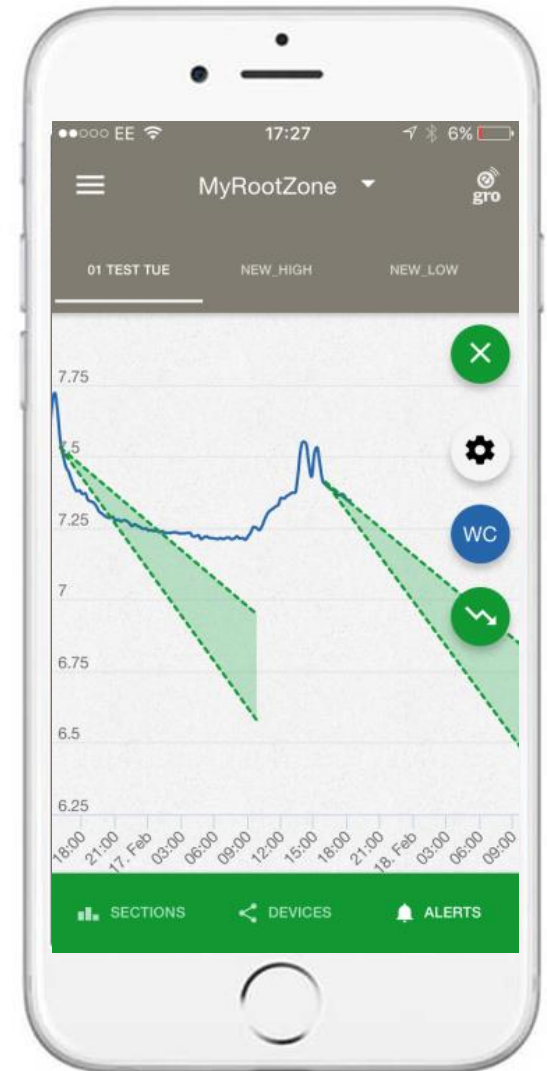 EE 17:27 6%
MyRootZone
e
gro
01 TEST TUE NEW_HIGH NEW_LOW
7.75
7.5
7.25
7
6.75
6.5
6.25
WC
18:00 21:00 17. Feb 03:00 06:00 09:00 12:00 15:00 18:00 21:00 18. Feb 03:00 06:00 09:00
SECTIONS DEVICES ALERTS